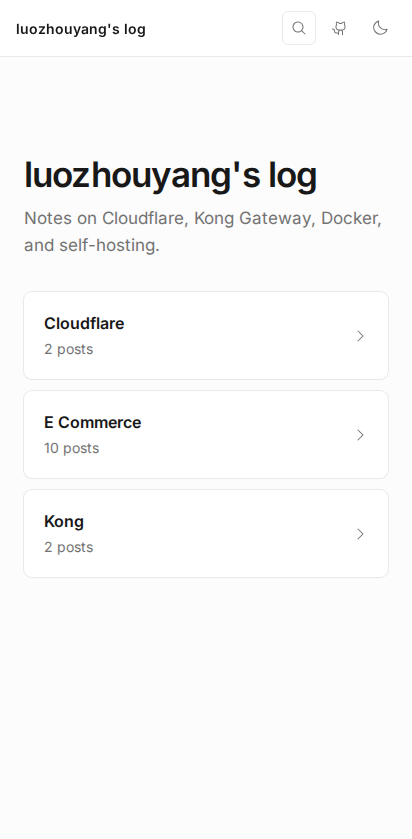 luozhouyang's log
luozhouyang's log
Notes on Cloudflare, Kong Gateway, Docker,
and self-hosting.
Cloudflare
2 posts
E Commerce
10 posts
Kong
2 posts